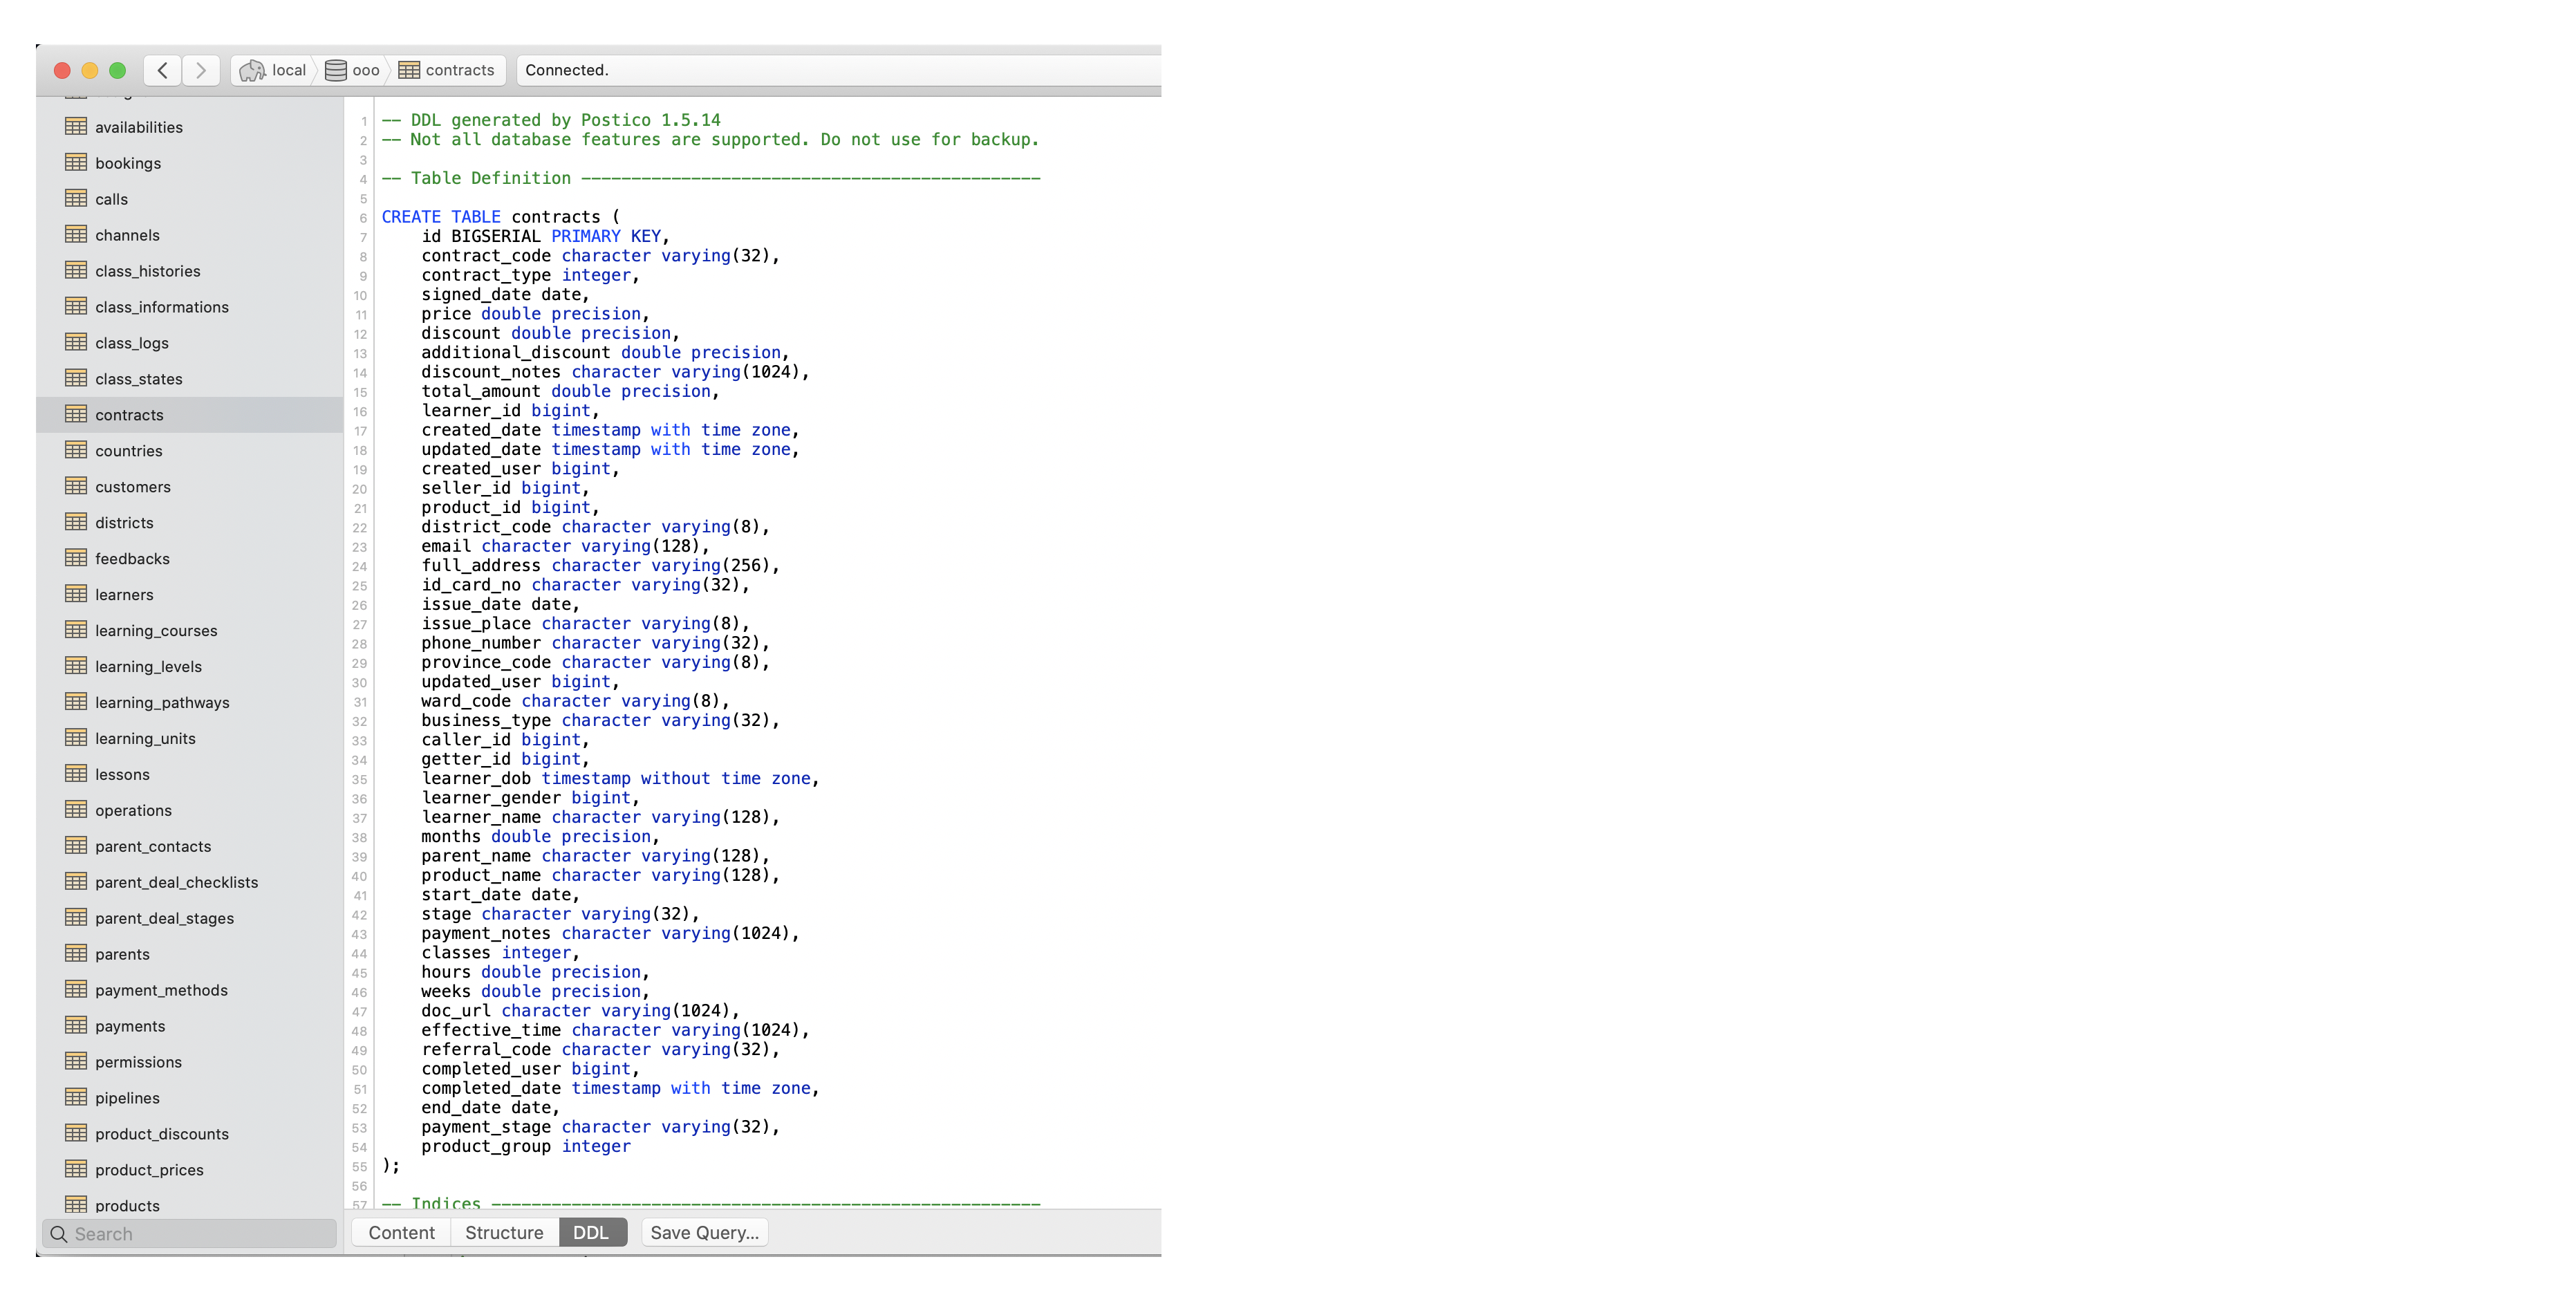 local ooo contracts Connected.
availabilities
bookings
calls
channels
class_histories
class_informations
class_logs
class_states
contracts
countries
customers
districts
feedbacks
learners
learning_courses
learning_levels
learning_pathways
learning_units
lessons
operations
parent_contacts
parent_deal_checklists
parent_deal_stages
parents
payment_methods
payments
permissions
pipelines
product_discounts
product_prices
products
Search
1 -- DDL generated by Postico 1.5.14
2 -- Not all database features are supported. Do not use for backup.
3
4 -- Table Definition ----------------------------------------------
5
6 CREATE TABLE contracts (
7 id BIGSERIAL PRIMARY KEY,
8 contract_code character varying(32),
9 contract_type integer,
10 signed_date date,
11 price double precision,
12 discount double precision,
13 additional_discount double precision,
14 discount_notes character varying(1024),
15 total_amount double precision,
16 learner_id bigint,
17 created_date timestamp with time zone,
18 updated_date timestamp with time zone,
19 created_user bigint,
20 seller_id bigint,
21 product_id bigint,
22 district_code character varying(8),
23 email character varying(128),
24 full_address character varying(256),
25 id_card_no character varying(32),
26 issue_date date,
27 issue_place character varying(8),
28 phone_number character varying(32),
29 province_code character varying(8),
30 updated_user bigint,
31 ward_code character varying(8),
32 business_type character varying(32),
33 caller_id bigint,
34 getter_id bigint,
35 learner_dob timestamp without time zone,
36 learner_gender bigint,
37 learner_name character varying(128),
38 months double precision,
39 parent_name character varying(128),
40 product_name character varying(128),
41 start_date date,
42 stage character varying(32),
43 payment_notes character varying(1024),
44 classes integer,
45 hours double precision,
46 weeks double precision,
47 doc_url character varying(1024),
48 effective_time character varying(1024),
49 referral_code character varying(32),
50 completed_user bigint,
51 completed_date timestamp with time zone,
52 end_date date,
53 payment_stage character varying(32),
54 product_group integer
55 );
56
57 -- Indices -------------------------------------------------------
Content Structure DDL Save Query...